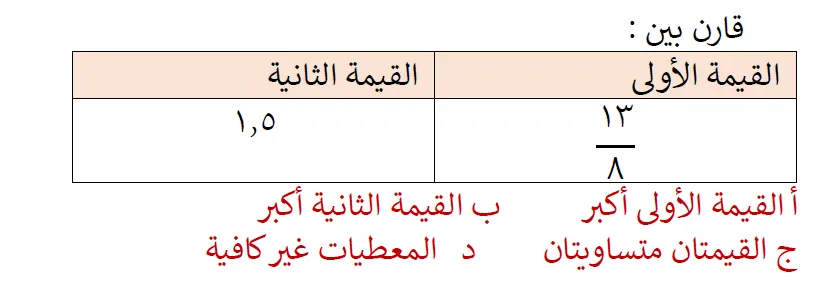 قارن بين :
القيمة الأولى القيمة الثانية
١٣
٨
١,٥
أ القيمة الأولى أكبر ب القيمة الثانية أكبر
ج القيمتان متساويتان د المعطيات غير كافية